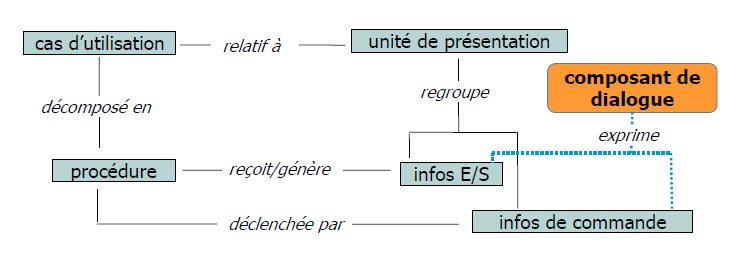 cas d'utilisation
relatif à
unité de présentation
composant de
dialogue
regroupe
décomposé en
exprime
procédure
reçoit/génère
infos E/S
déclenchée par
infos de commande